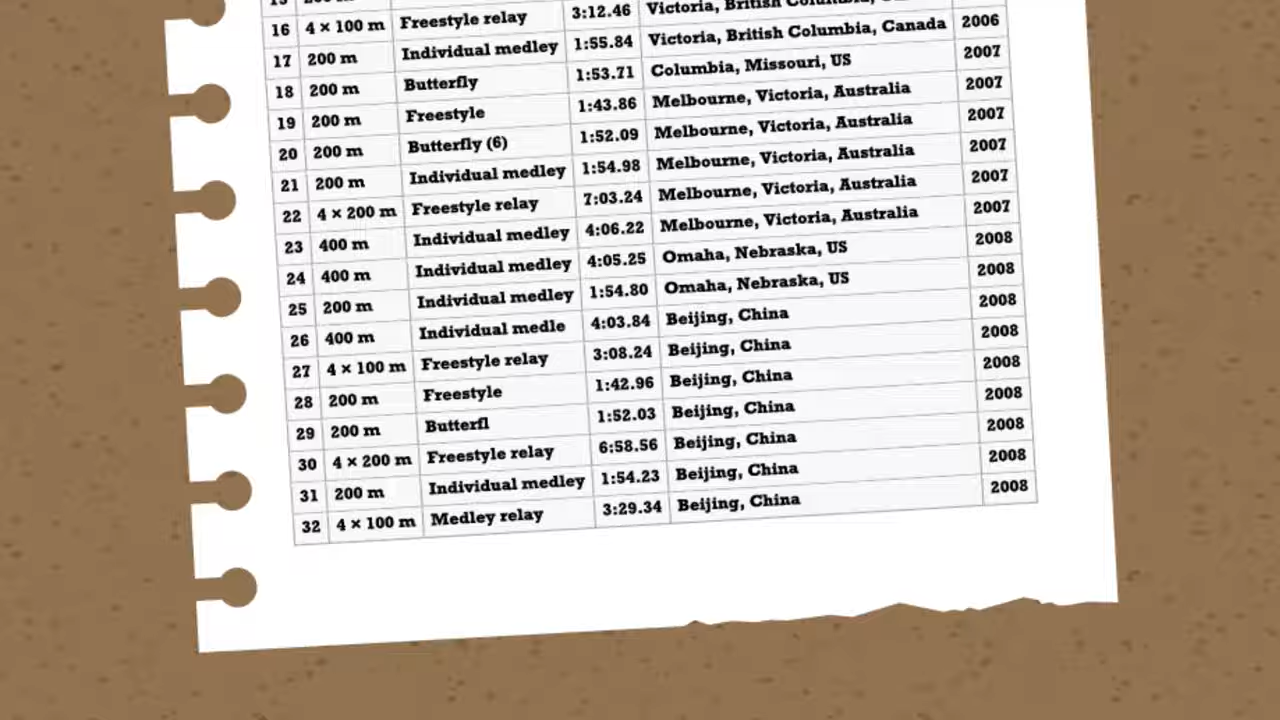 16 4 × 100 m Freestyle relay 3:12.46 Victoria, British
17 200 m Individual medley 1:55.84 Victoria, British Columbia, Canada 2006
18 200 m Butterfly 1:53.71 Columbia, Missouri, US 2007
19 200 m Freestyle 1:43.86 Melbourne, Victoria, Australia 2007
20 200 m Butterfly (6) 1:52.09 Melbourne, Victoria, Australia 2007
21 200 m Individual medley 1:54.98 Melbourne, Victoria, Australia 2007
22 4 × 200 m Freestyle relay 7:03.24 Melbourne, Victoria, Australia 2007
23 400 m Individual medley 4:06.22 Melbourne, Victoria, Australia 2007
24 400 m Individual medley 4:05.25 Omaha, Nebraska, US 2008
25 200 m Individual medley 1:54.80 Omaha, Nebraska, US 2008
26 400 m Individual medle 4:03.84 Beijing, China 2008
27 4 × 100 m Freestyle relay 3:08.24 Beijing, China 2008
28 200 m Freestyle 1:42.96 Beijing, China 2008
29 200 m Butterfl 1:52.03 Beijing, China 2008
30 4 × 200 m Freestyle relay 6:58.56 Beijing, China 2008
31 200 m Individual medley 1:54.23 Beijing, China 2008
32 4 × 100 m Medley relay 3:29.34 Beijing, China 2008